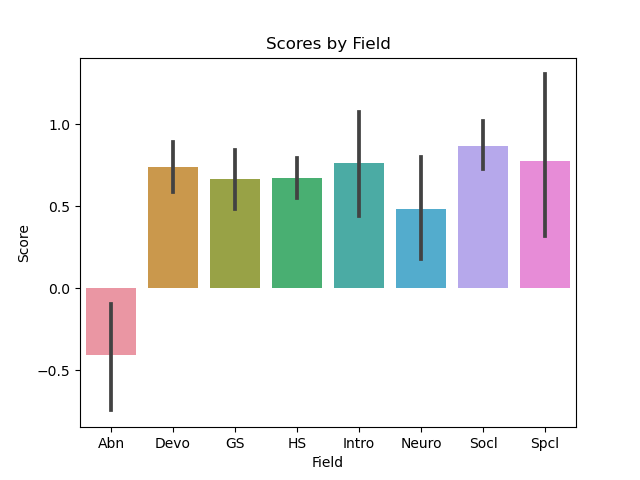 Scores by Field
Score
1.0
0.5
0.0
−0.5
Abn Devo GS HS Intro Neuro Socl Spcl
Field